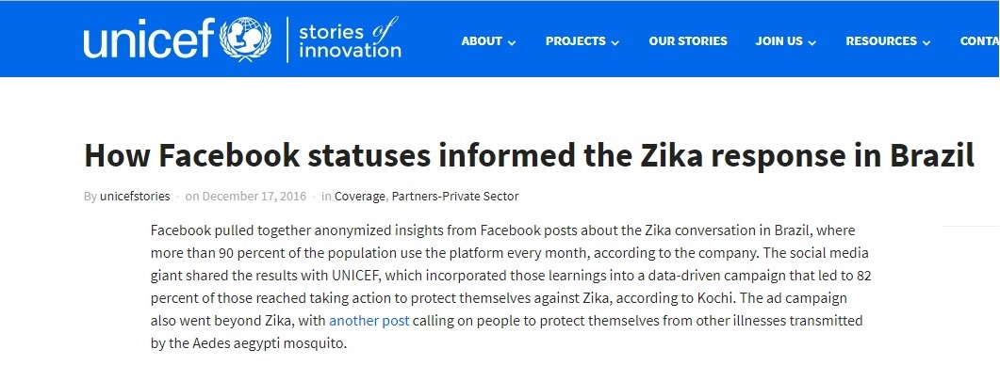 unicef stories of innovation
ABOUT PROJECTS OUR STORIES JOIN US RESOURCES CONTA
How Facebook statuses informed the Zika response in Brazil
By unicefstories · on December 17, 2016 · in Coverage, Partners-Private Sector
Facebook pulled together anonymized insights from Facebook posts about the Zika conversation in Brazil, where
more than 90 percent of the population use the platform every month, according to the company. The social media
giant shared the results with UNICEF, which incorporated those learnings into a data-driven campaign that led to 82
percent of those reached taking action to protect themselves against Zika, according to Kochi. The ad campaign
also went beyond Zika, with another post calling on people to protect themselves from other illnesses transmitted
by the Aedes aegypti mosquito.